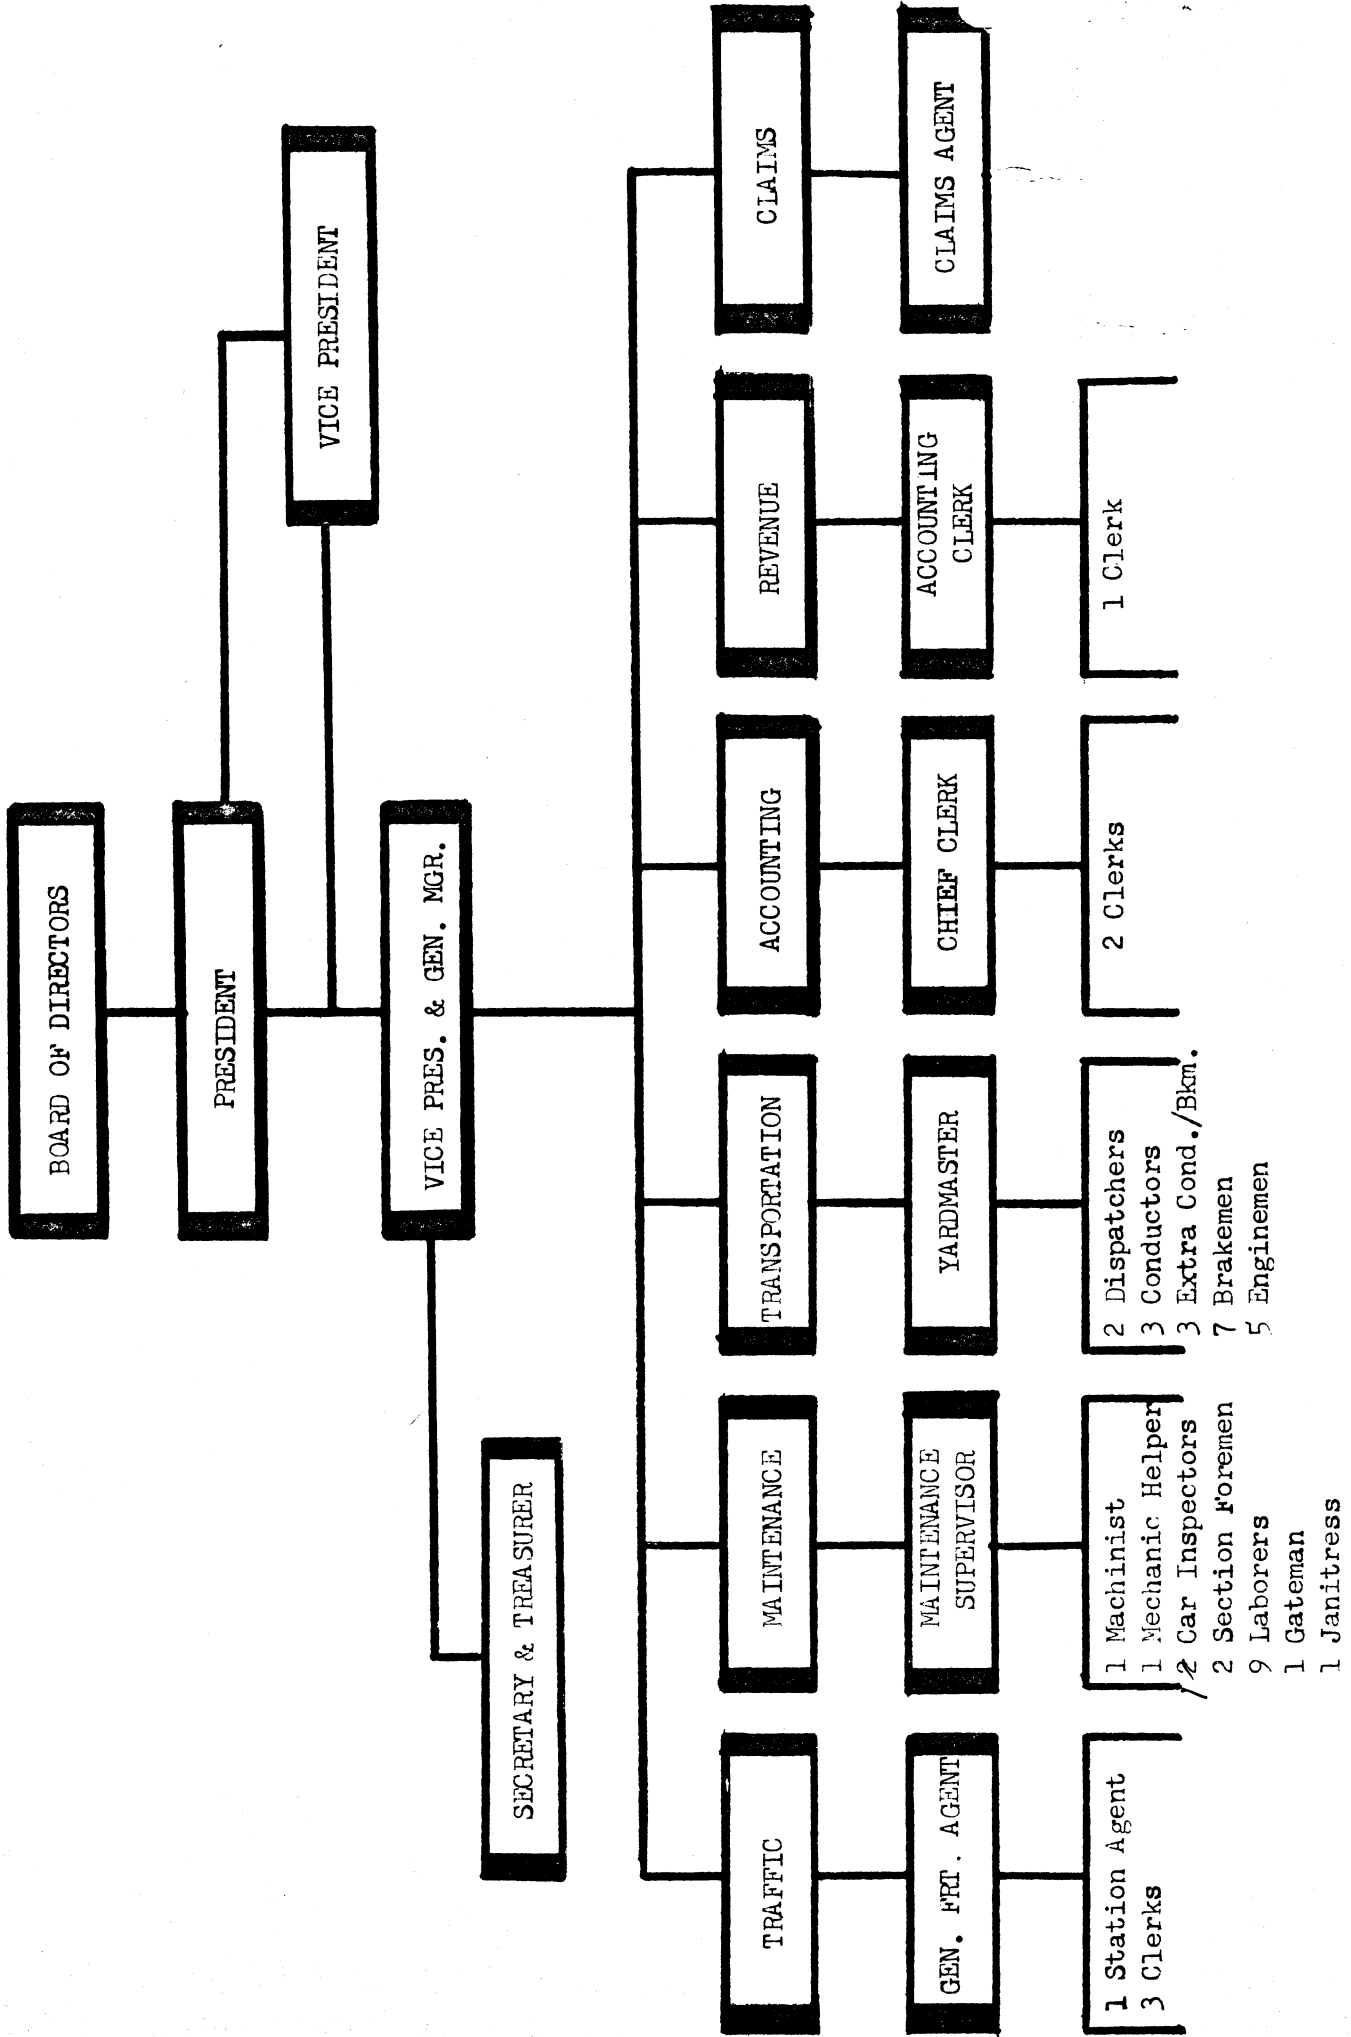 BOARD OF DIRECTORS
PRESIDENT
VICE PRESIDENT
VICE PRES. & GEN. MGR.
SECRETARY & TREASURER
TRAFFIC
MAINTENANCE
TRANSPORTATION
ACCOUNTING
REVENUE
CLAIMS
GEN. FRT. AGENT
MAINTENANCE
SUPERVISOR
YARDMASTER
CHIEF CLERK
ACCOUNTING
CLERK
CLAIMS AGENT
1 Station Agent
3 Clerks
1 Machinist
1 Mechanic Helper
2 Car Inspectors
2 Section Foremen
9 Laborers
1 Gateman
1 Janitress
2 Dispatchers
3 Conductors
3 Extra Cond./Bkm.
7 Brakemen
5 Enginemen
2 Clerks
1 Clerk